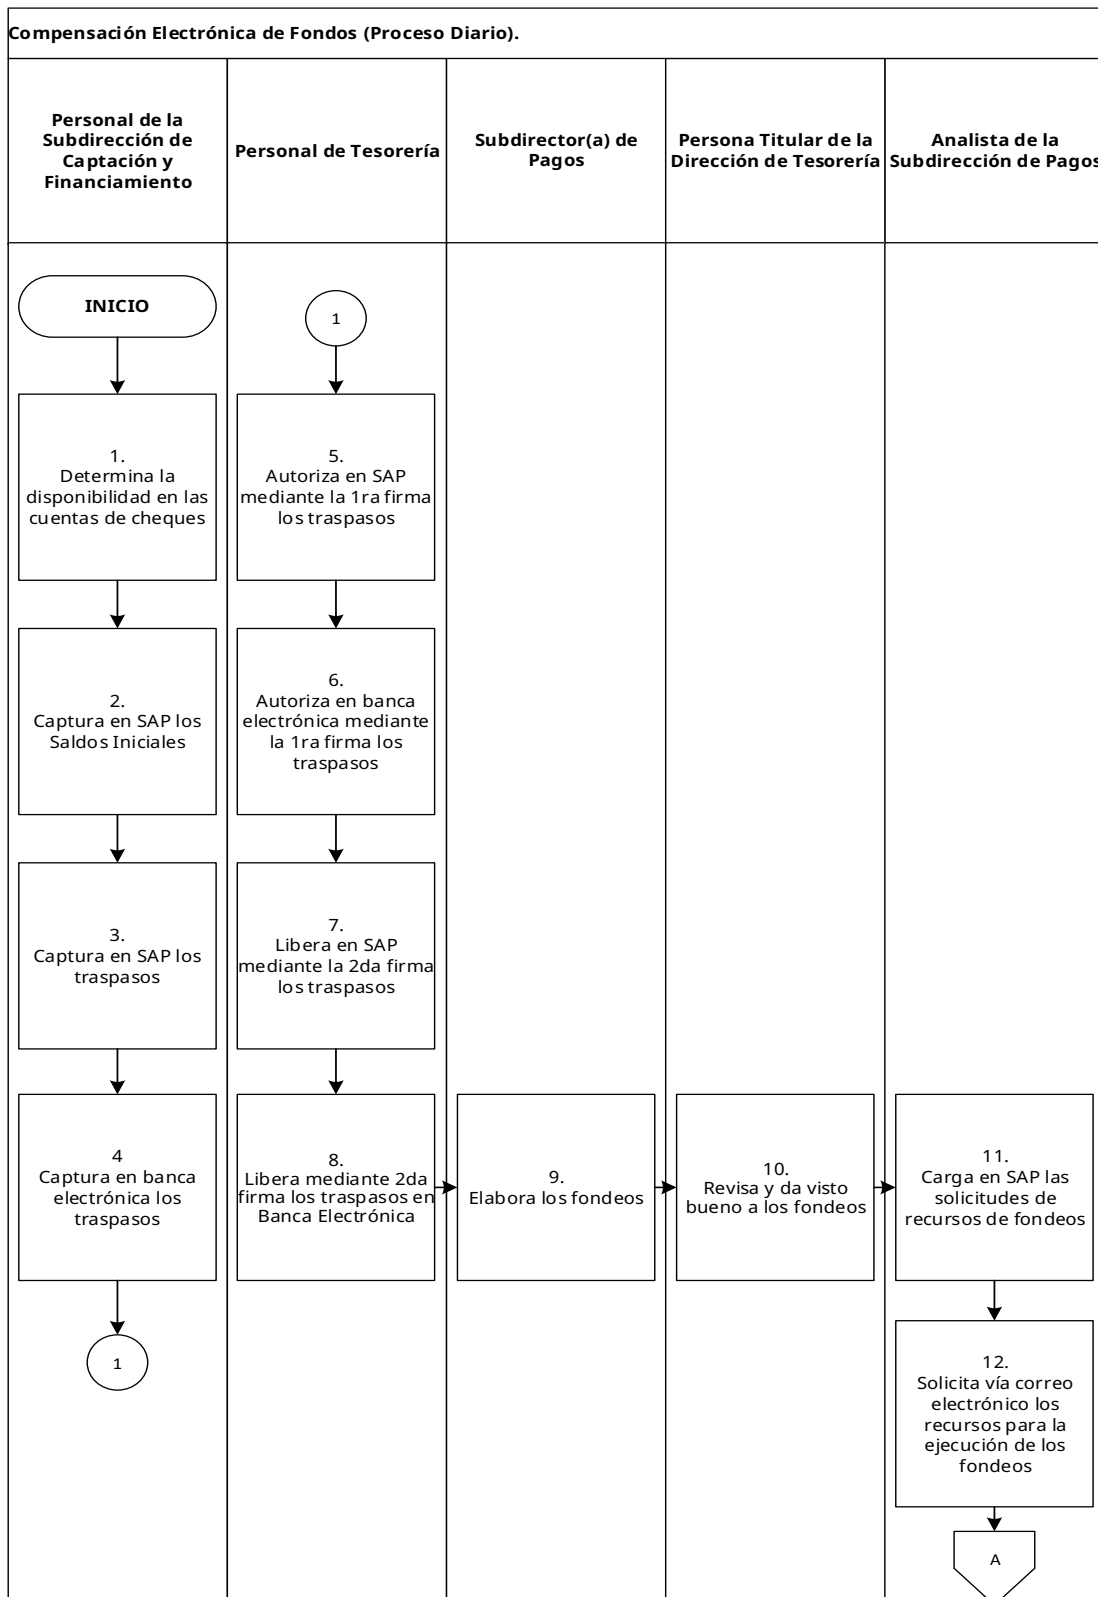 Compensación Electrónica de Fondos (Proceso Diario).
Personal de la
Subdirección de
Captación y
Financiamiento
Personal de Tesorería
Subdirector(a) de
Pagos
Persona Titular de la
Dirección de Tesorería
Analista de la
Subdirección de Pagos
INICIO
1.
Determina la
disponibilidad en las
cuentas de cheques
2.
Captura en SAP los
Saldos Iniciales
3.
Captura en SAP los
traspasos
4
Captura en banca
electrónica los
traspasos
1
1
5.
Autoriza en SAP
mediante la 1ra firma
los traspasos
6.
Autoriza en banca
electrónica mediante
la 1ra firma los
traspasos
7.
Libera en SAP
mediante la 2da firma
los traspasos
8.
Libera mediante 2da
firma los traspasos en
Banca Electrónica
9.
Elabora los fondeos
10.
Revisa y da visto
bueno a los fondeos
11.
Carga en SAP las
solicitudes de
recursos de fondeos
12.
Solicita vía correo
electrónico los
recursos para la
ejecución de los
fondeos
A